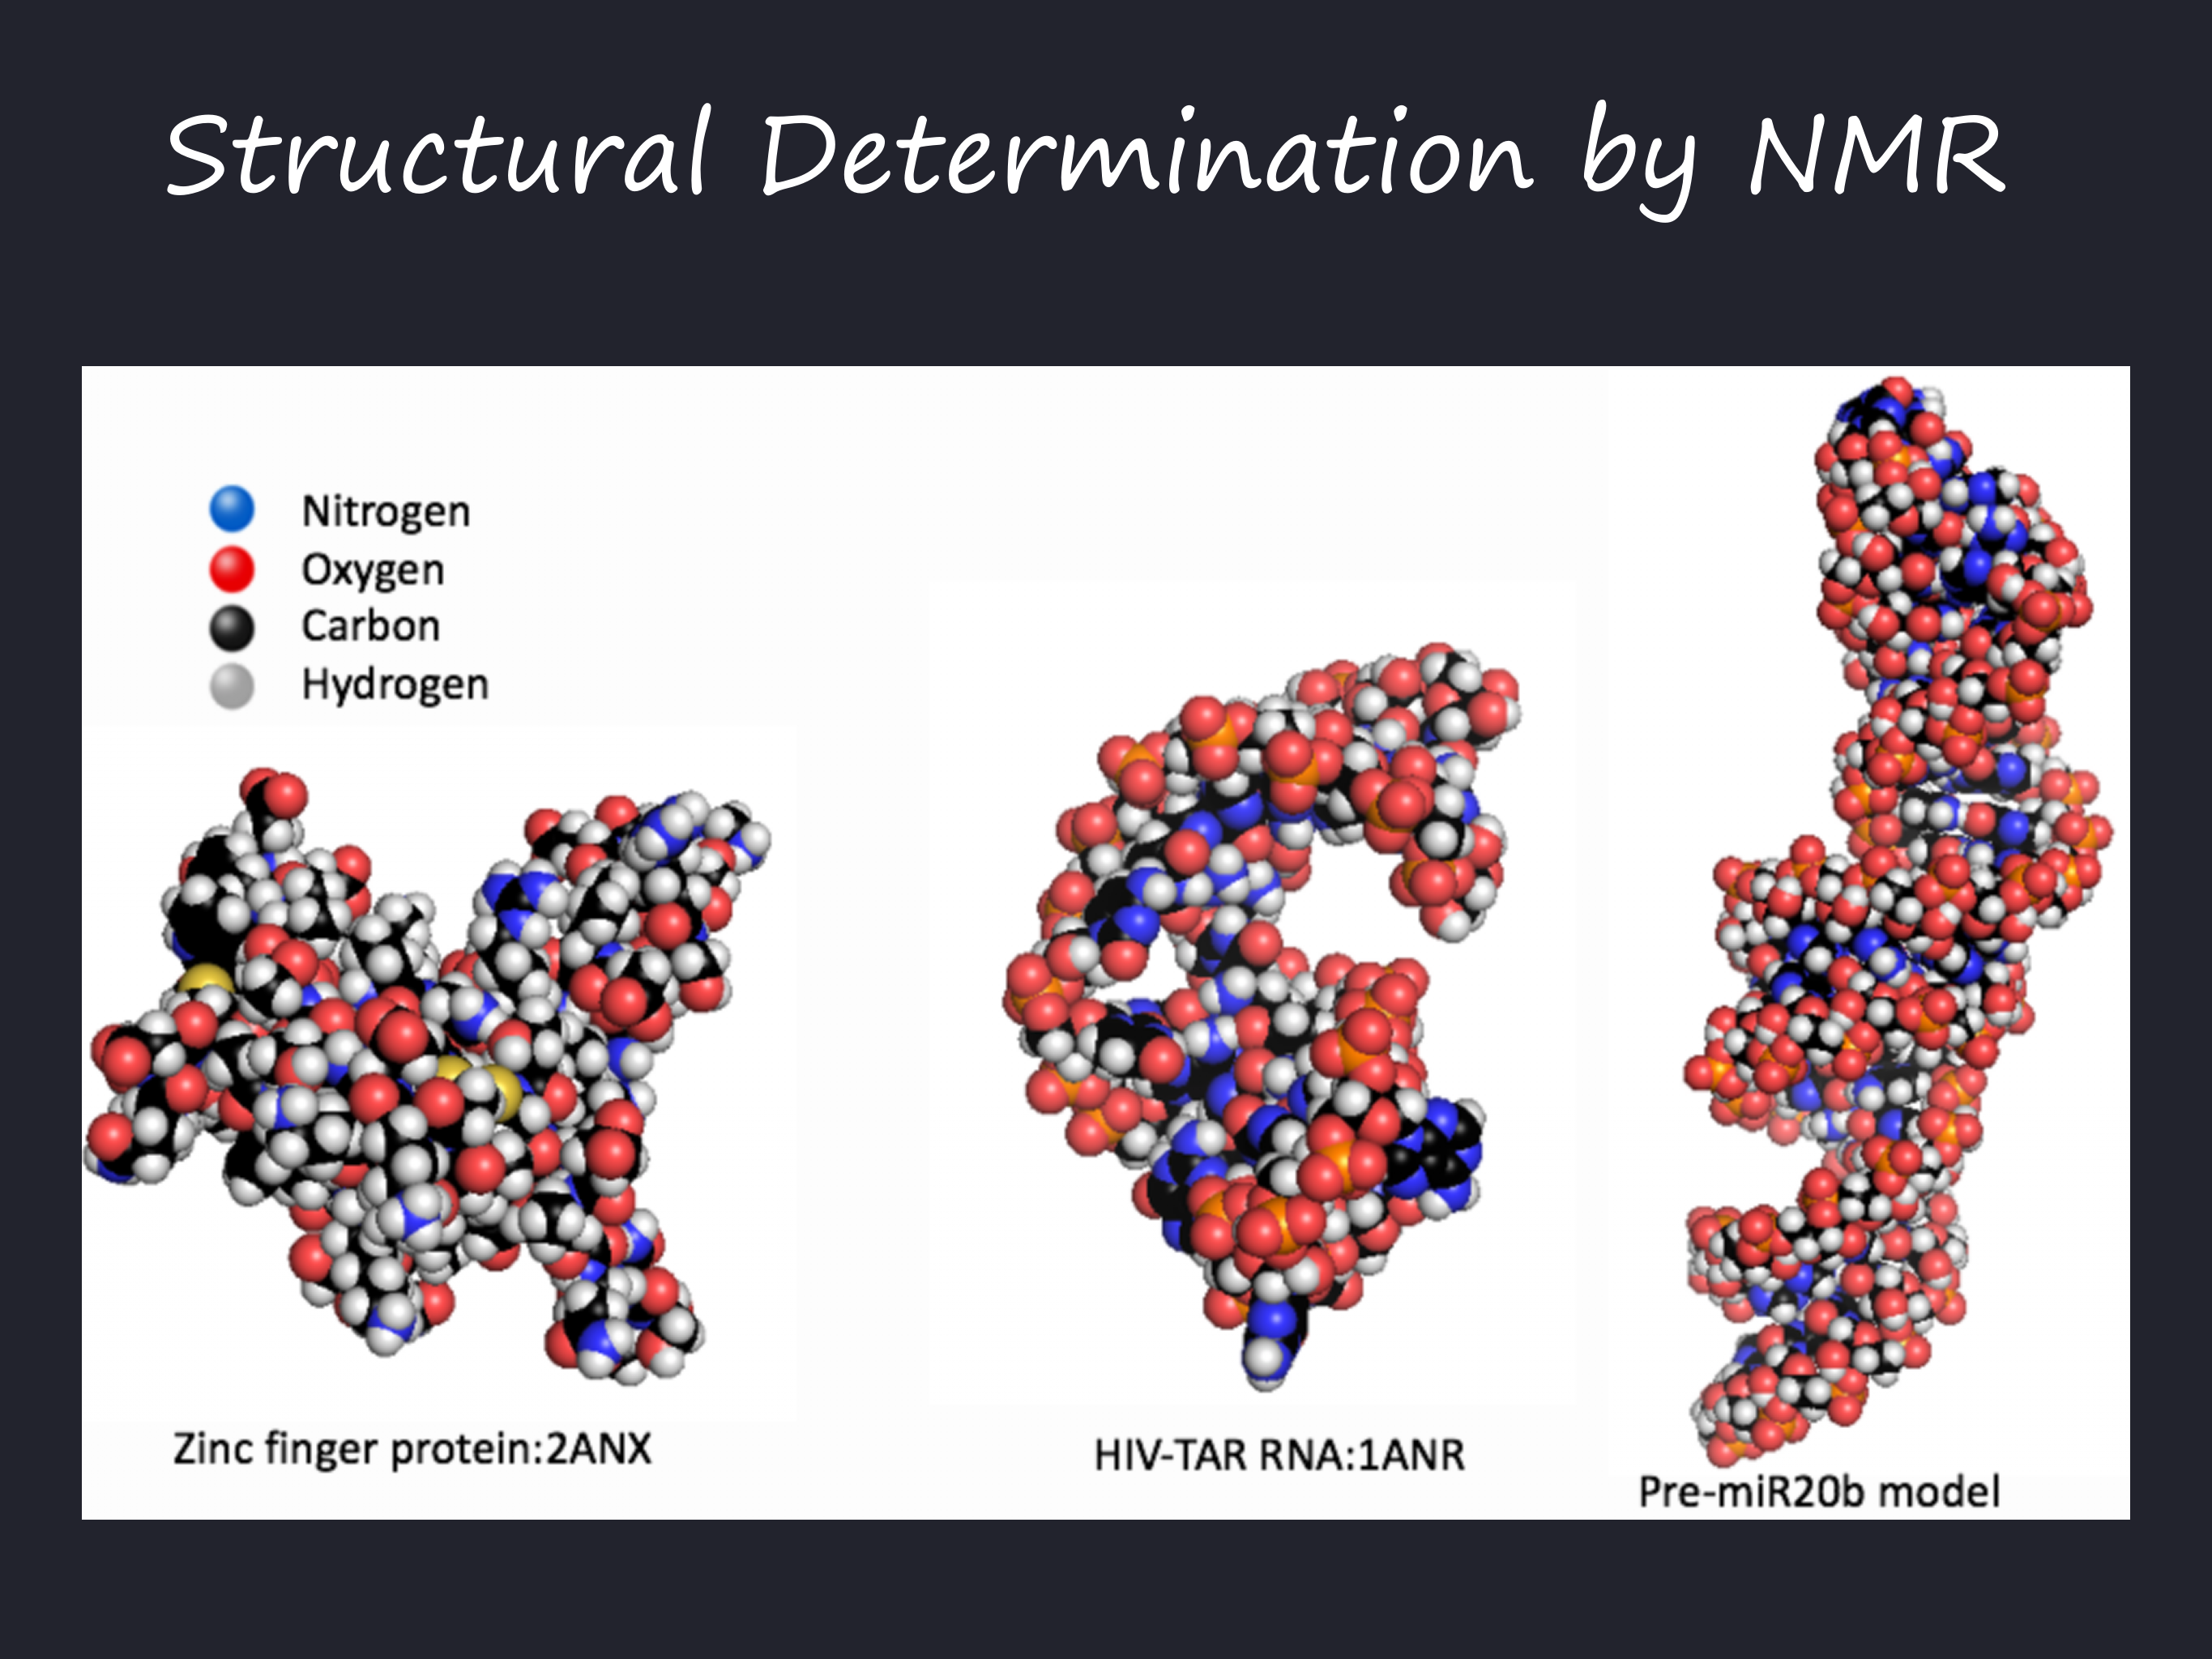 Structural Determination by NMR
Nitrogen
Oxygen
Carbon
Hydrogen
Zinc finger protein:2ANX
HIV-TAR RNA:1ANR
Pre-miR20b model